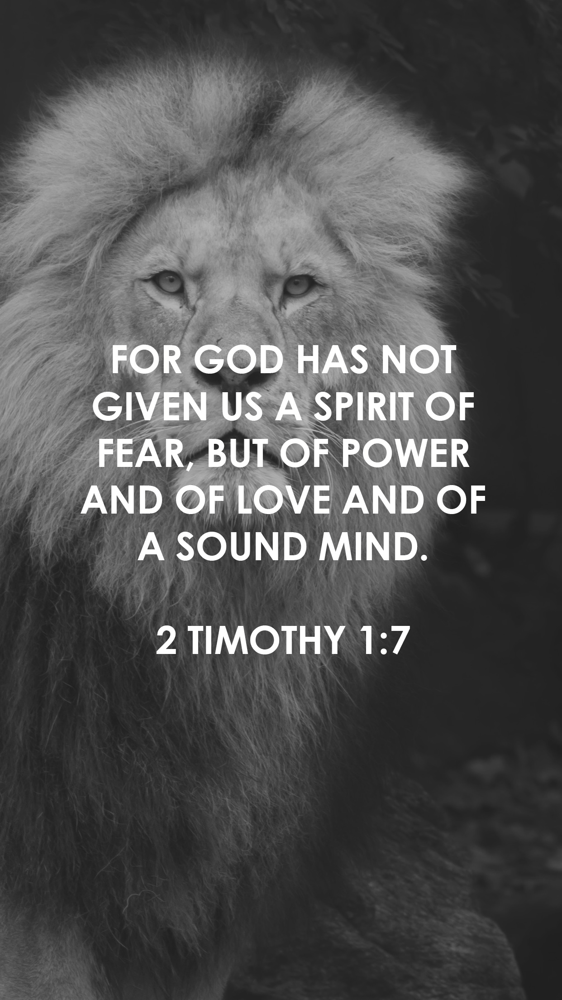 FOR GOD HAS NOT
GIVEN US A SPIRIT OF
FEAR, BUT OF POWER
AND OF LOVE AND OF
A SOUND MIND.
2 TIMOTHY 1:7